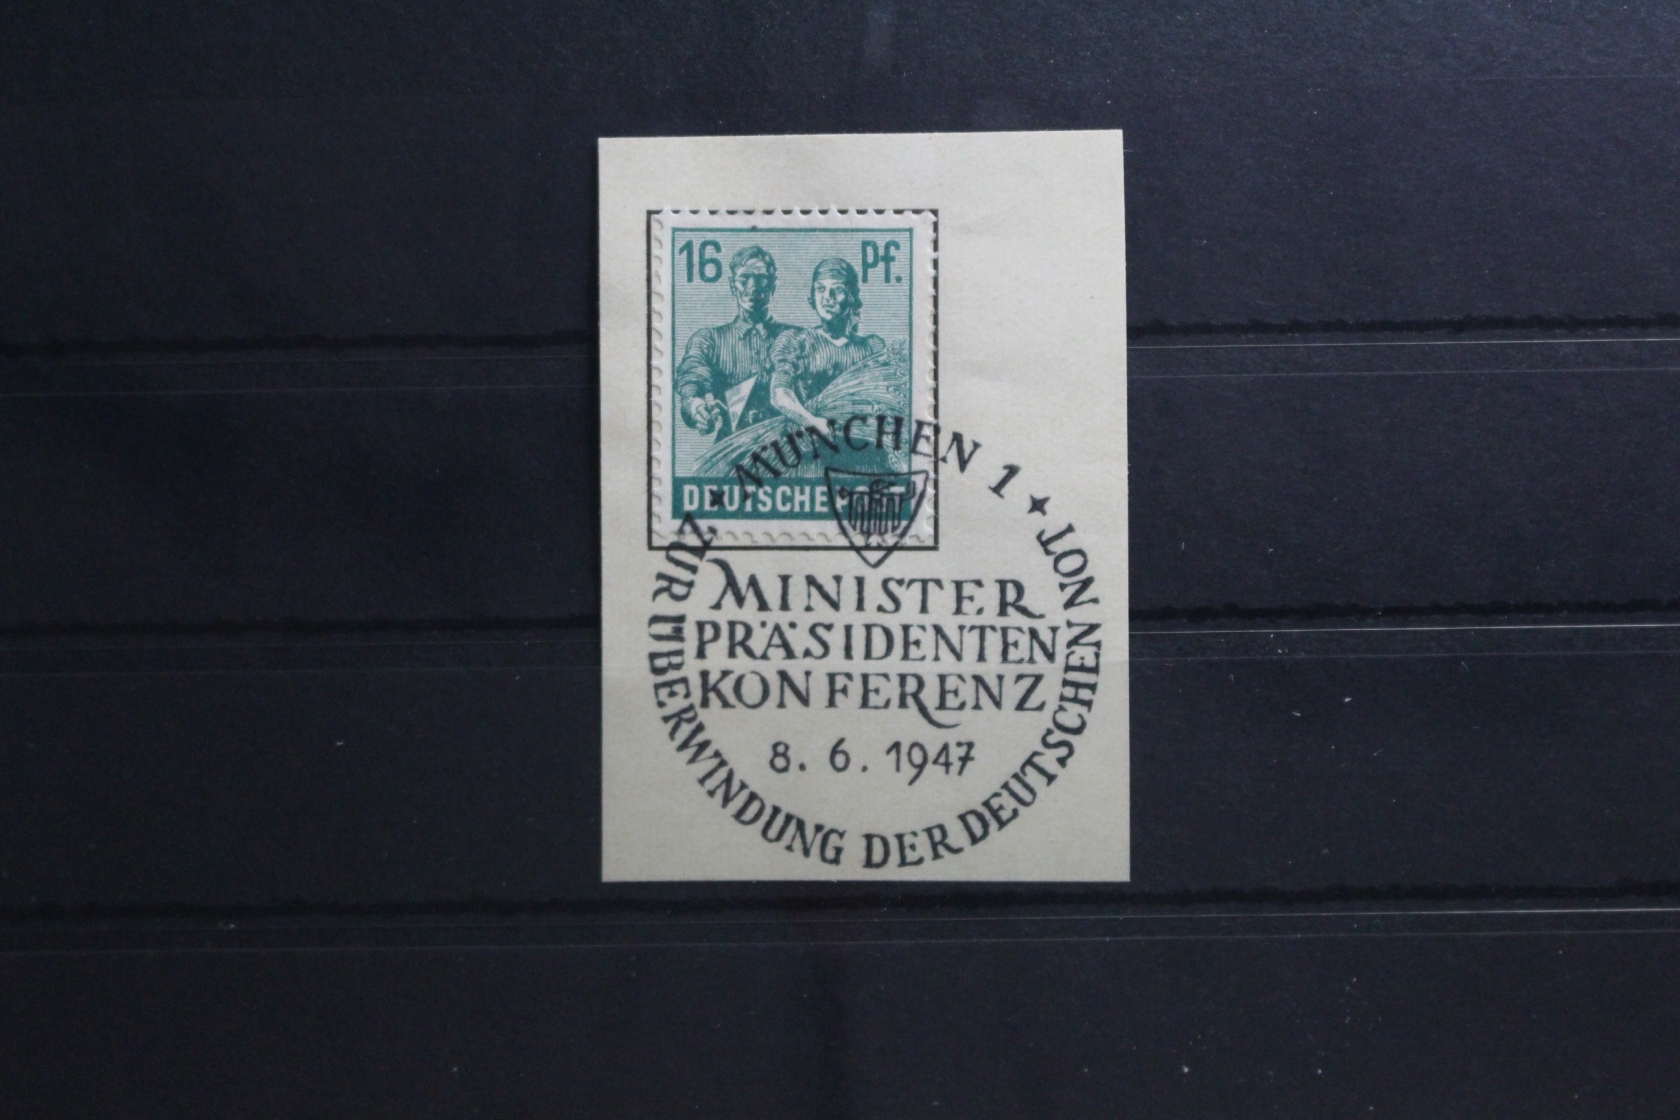 16 Pf.
DEUTSCHE POST
MÜNCHEN 1
ZUR ÜBERWINDUNG DER DEUTSCHEN NOT
MINISTER
PRÄSIDENTEN
KONFERENZ
8. 6. 1947